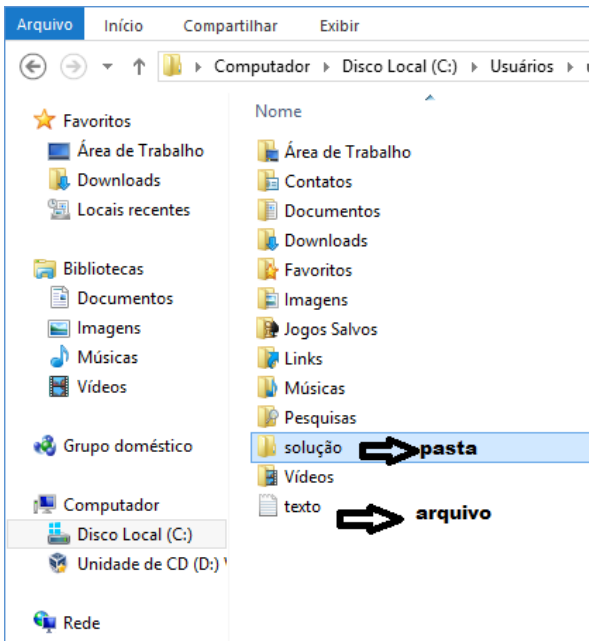 Arquivo Início Compartilhar Exibir
Computador Disco Local (C:) Usuários
Favoritos
Área de Trabalho
Downloads
Locais recentes
Bibliotecas
Documentos
Imagens
Músicas
Vídeos
Grupo doméstico
Computador
Disco Local (C:)
Unidade de CD (D:)
Rede
Nome
Área de Trabalho
Contatos
Documentos
Downloads
Favoritos
Imagens
Jogos Salvos
Links
Músicas
Pesquisas
solução pasta
Vídeos
texto arquivo